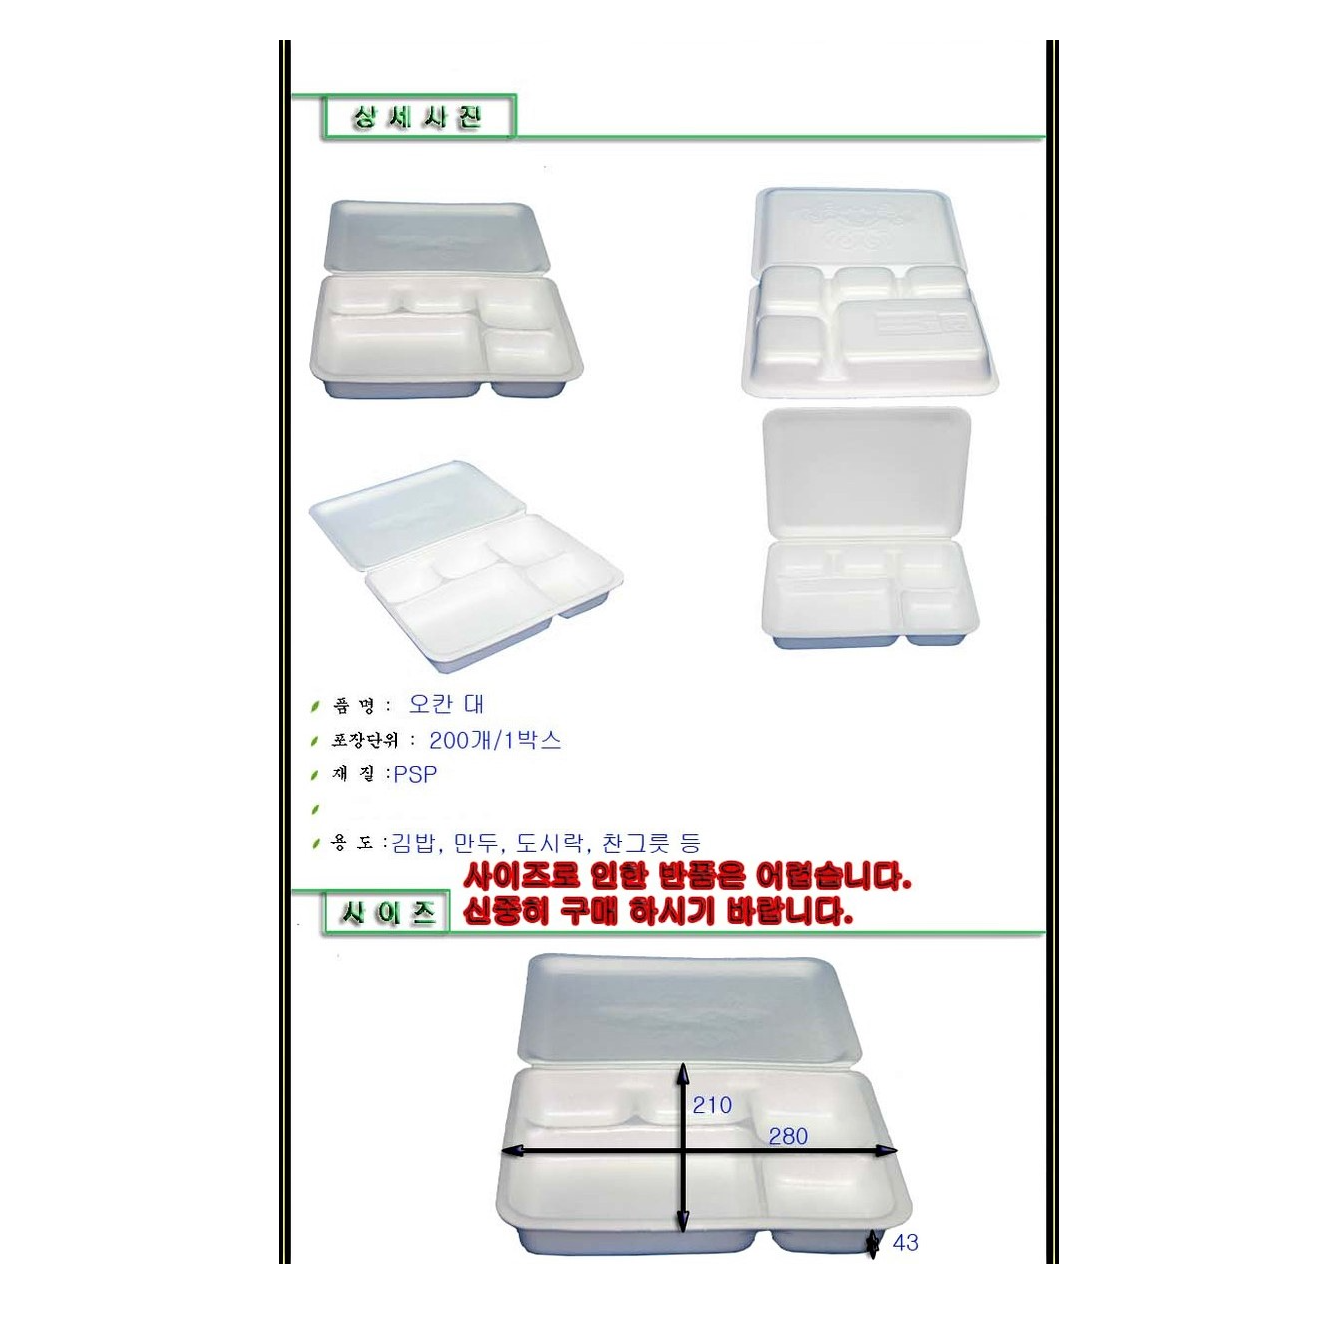 상세사진
품 명 : 오칸 대
포장단위 : 200개/1박스
재 질 :PSP
용 도 :김밥, 만두, 도시락, 찬그릇 등
사이즈로 인한 반품은 어렵습니다.
신중히 구매 하시기 바랍니다.
사이즈
210
280
43